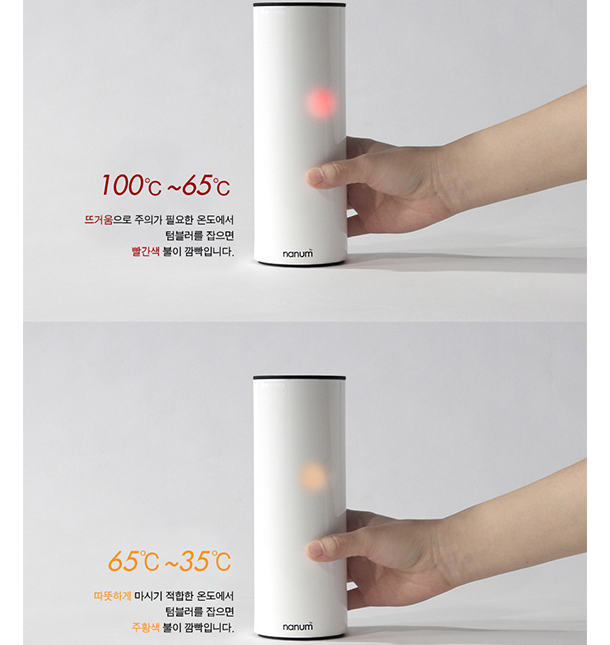 nanum™
100℃ ~65℃
뜨거움으로 주의가 필요한 온도에서
텀블러를 잡으면
빨간색 불이 깜빡입니다.
65℃ ~35℃
따뜻하게 마시기 적합한 온도에서
텀블러를 잡으면
주황색 불이 깜빡입니다.
nanum™